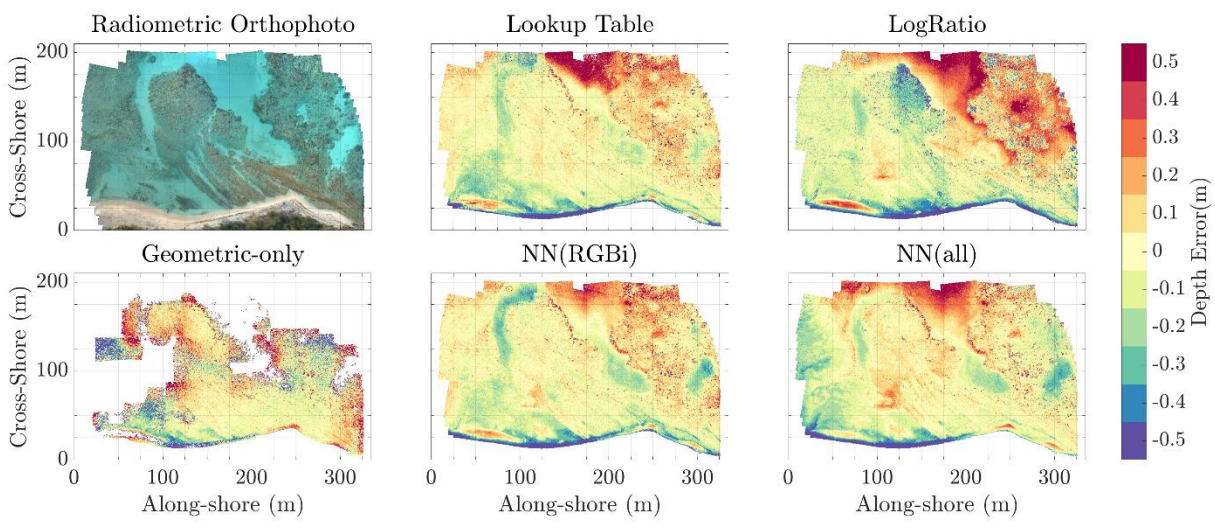 Radiometric Orthophoto
Lookup Table
LogRatio
Cross-Shore (m)
200
100
0
Geometric-only
NN(RGBi)
NN(all)
Cross-Shore (m)
200
100
0
0 100 200 300
0 100 200 300
0 100 200 300
Along-shore (m)
Along-shore (m)
Along-shore (m)
0.5
0.4
0.3
0.2
0.1
0
-0.1
-0.2
-0.3
-0.4
-0.5
Depth Error(m)